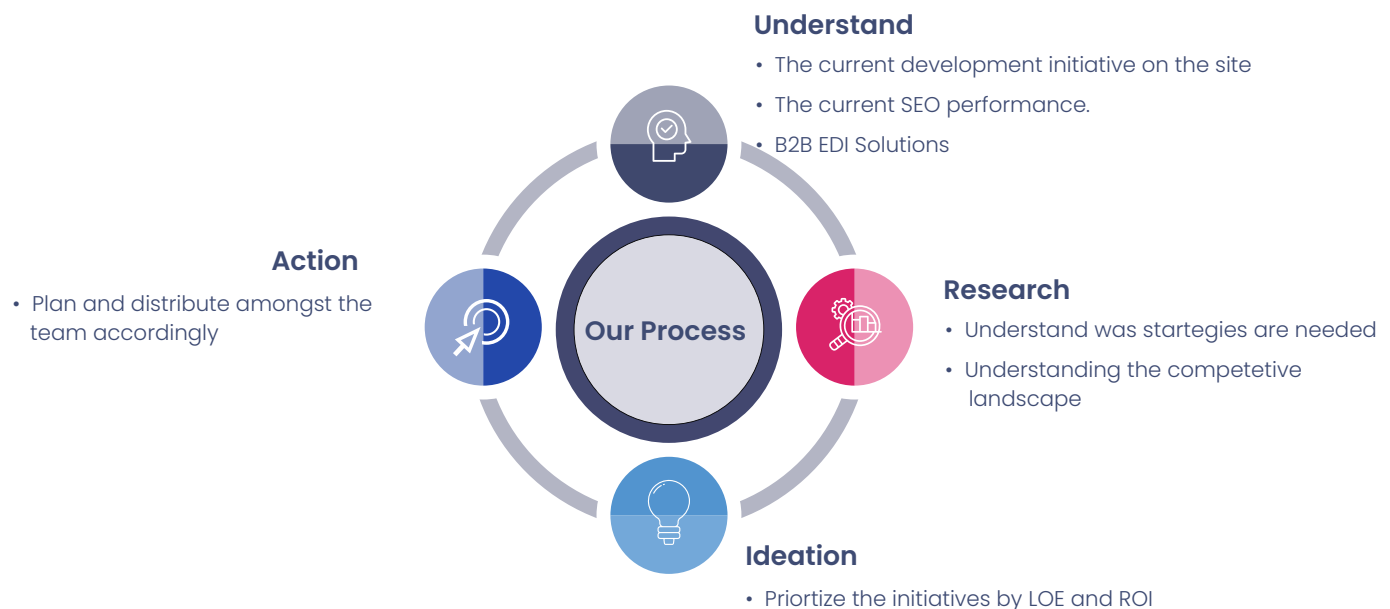 Understand
• The current development initiative on the site
• The current SEO performance.
• B2B EDI Solutions
Action
• Plan and distribute amongst the
team accordingly
Our Process
Research
• Understand was startegies are needed
• Understanding the competetive
landscape
Ideation
• Priortize the initiatives by LOE and ROI